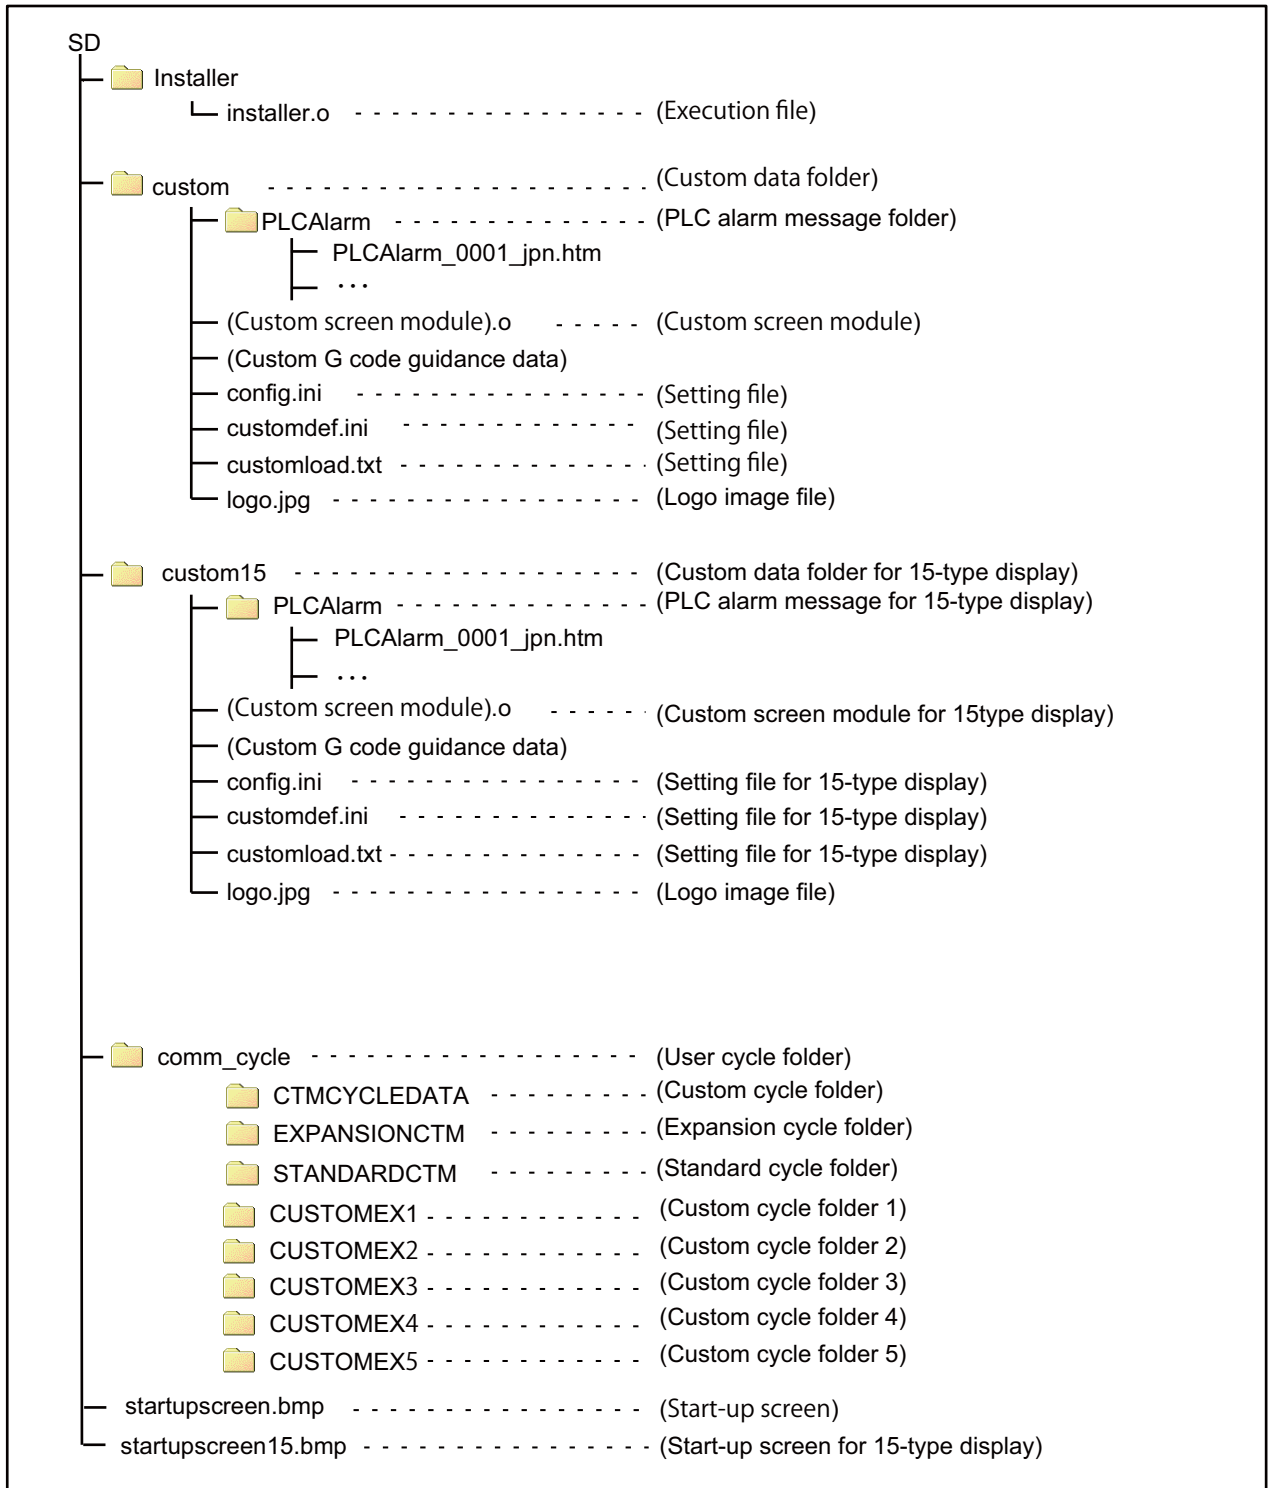 SD
Installer
installer.o (Execution file)
custom (Custom data folder)
PLCAlarm (PLC alarm message folder)
PLCAlarm_0001_jpn.htm
...
(Custom screen module).o (Custom screen module)
(Custom G code guidance data)
config.ini (Setting file)
customdef.ini (Setting file)
customload.txt (Setting file)
logo.jpg (Logo image file)
custom15 (Custom data folder for 15-type display)
PLCAlarm (PLC alarm message for 15-type display)
PLCAlarm_0001_jpn.htm
...
(Custom screen module).o (Custom screen module for 15type display)
(Custom G code guidance data)
config.ini (Setting file for 15-type display)
customdef.ini (Setting file for 15-type display)
customload.txt (Setting file for 15-type display)
logo.jpg (Logo image file)
comm_cycle (User cycle folder)
CTMCYCLEDATA (Custom cycle folder)
EXPANSIONCTM (Expansion cycle folder)
STANDARDCTM (Standard cycle folder)
CUSTOMEX1 (Custom cycle folder 1)
CUSTOMEX2 (Custom cycle folder 2)
CUSTOMEX3 (Custom cycle folder 3)
CUSTOMEX4 (Custom cycle folder 4)
CUSTOMEX5 (Custom cycle folder 5)
startupscreen.bmp (Start-up screen)
startupscreen15.bmp (Start-up screen for 15-type display)